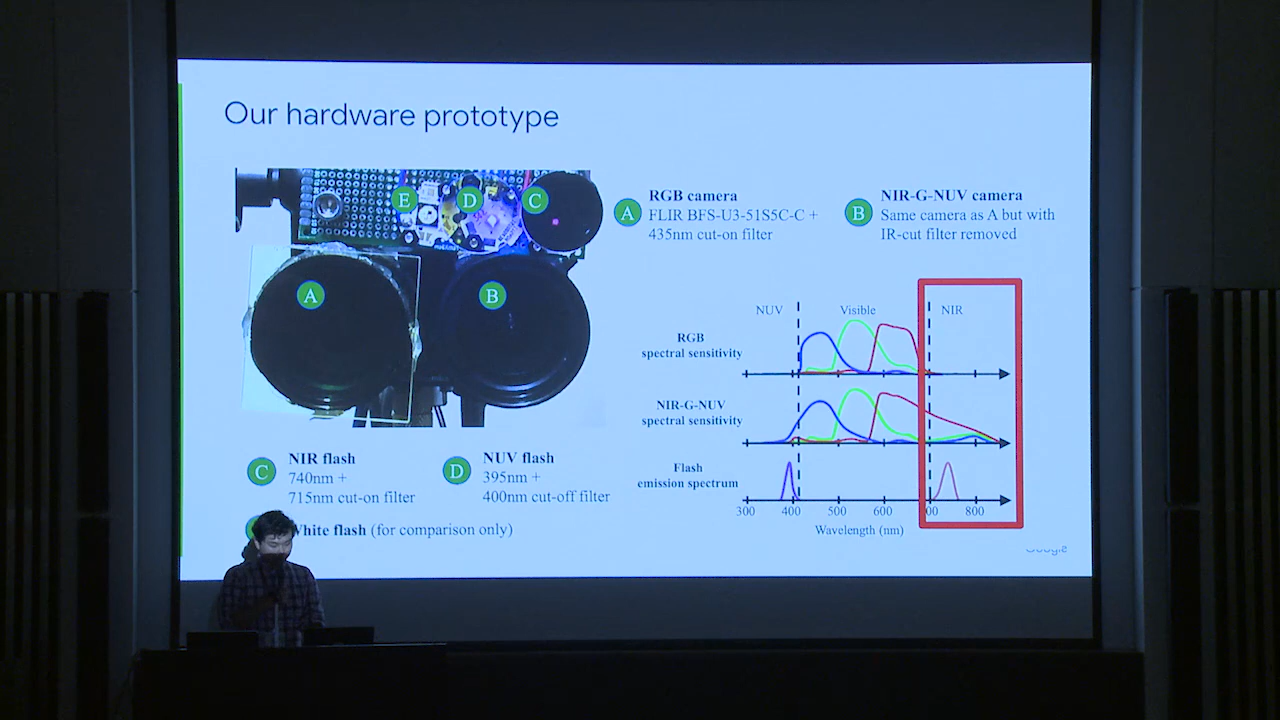 Our hardware prototype
E
D
C
A
B
A
RGB camera
FLIR BFS-U3-51S5C-C +
435nm cut-on filter
B
NIR-G-NUV camera
Same camera as A but with
IR-cut filter removed
C
NIR flash
740nm +
715nm cut-on filter
D
NUV flash
395nm +
400nm cut-off filter
White flash (for comparison only)
NUV
Visible
NIR
RGB
spectral sensitivity
NIR-G-NUV
spectral sensitivity
Flash
emission spectrum
300 400 500 600 700 800
Wavelength (nm)
Google